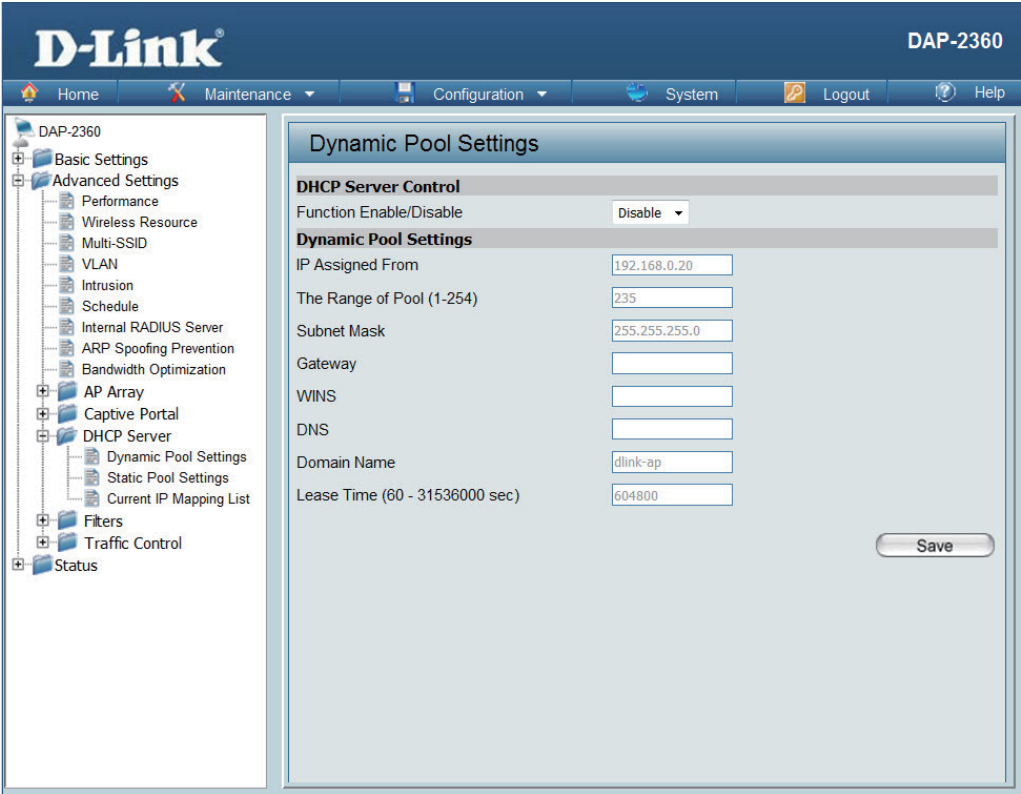 D-Link
DAP-2360
Home Maintenance Configuration System Logout Help
DAP-2360
Basic Settings
Advanced Settings
Performance
Wireless Resource
Multi-SSID
VLAN
Intrusion
Schedule
Internal RADIUS Server
ARP Spoofing Prevention
Bandwidth Optimization
AP Array
Captive Portal
DHCP Server
Dynamic Pool Settings
Static Pool Settings
Current IP Mapping List
Filters
Traffic Control
Status
Dynamic Pool Settings
DHCP Server Control
Function Enable/Disable Disable
Dynamic Pool Settings
IP Assigned From 192.168.0.20
The Range of Pool (1-254) 235
Subnet Mask 255.255.255.0
Gateway
WINS
DNS
Domain Name dlink-ap
Lease Time (60 - 31536000 sec) 604800
Save